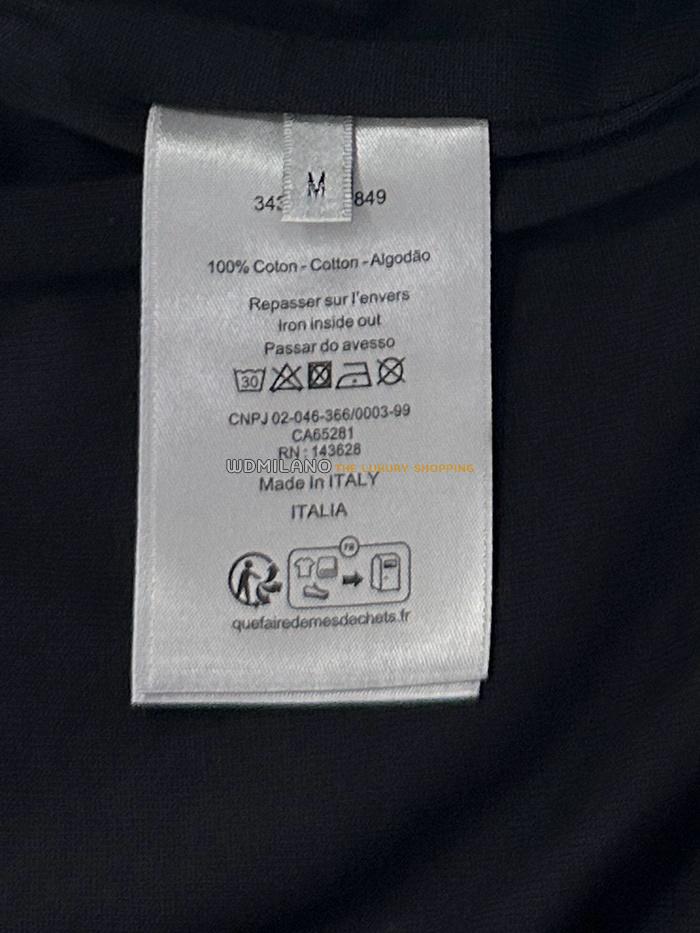 M
343 849
100% Coton - Cotton - Algodão
Repasser sur l'envers
Iron inside out
Passar do avesso
30
CNPJ 02-046-366/0003-99
CA65281
RN : 143628
WDMILANO THE LUXURY SHOPPING
Made In ITALY
ITALIA
FR
quefairedemesdechets.fr